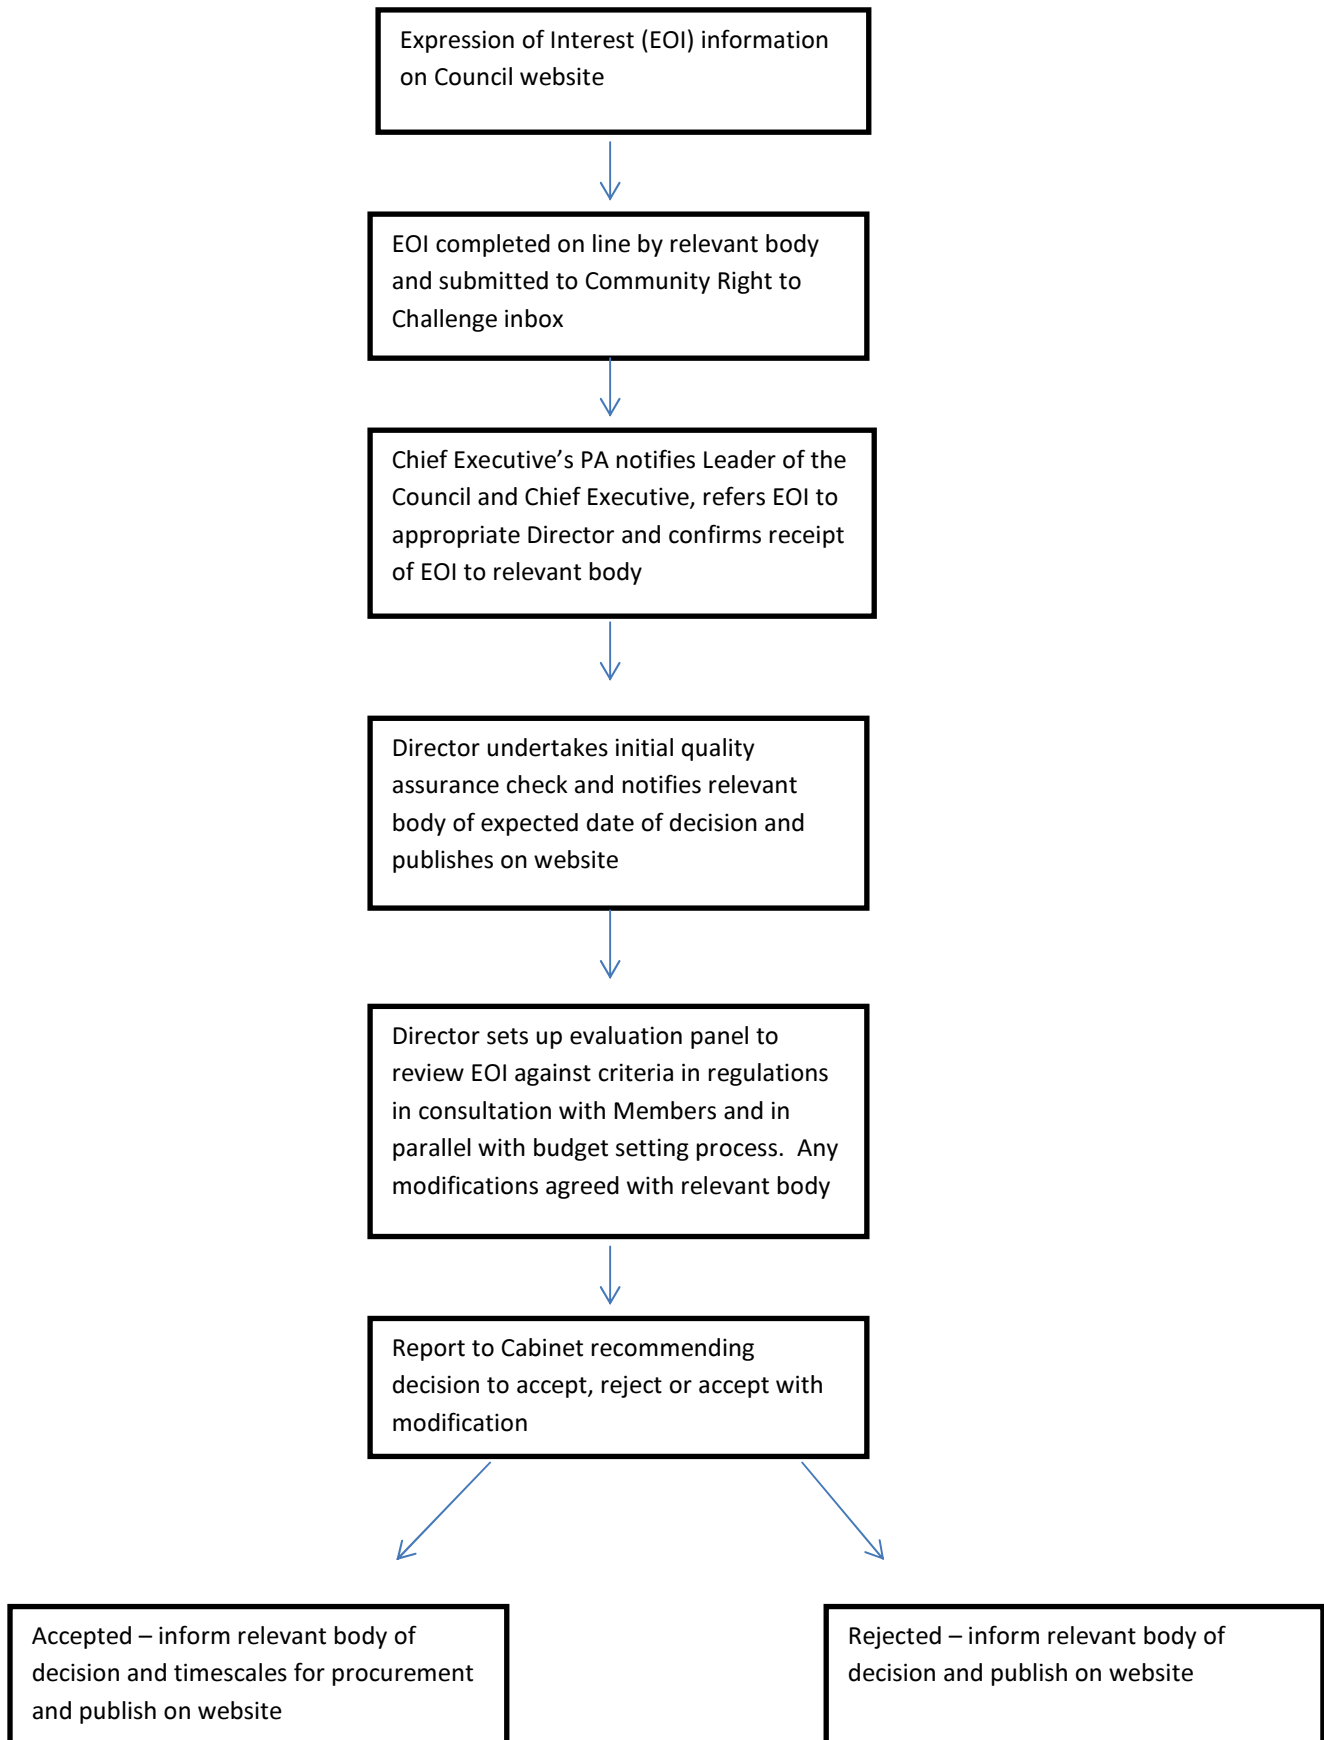 Expression of Interest (EOI) information
on Council website
EOI completed on line by relevant body
and submitted to Community Right to
Challenge inbox
Chief Executive’s PA notifies Leader of the
Council and Chief Executive, refers EOI to
appropriate Director and confirms receipt
of EOI to relevant body
Director undertakes initial quality
assurance check and notifies relevant
body of expected date of decision and
publishes on website
Director sets up evaluation panel to
review EOI against criteria in regulations
in consultation with Members and in
parallel with budget setting process.  Any
modifications agreed with relevant body
Report to Cabinet recommending
decision to accept, reject or accept with
modification
Accepted – inform relevant body of
decision and timescales for procurement
and publish on website
Rejected – inform relevant body of
decision and publish on website